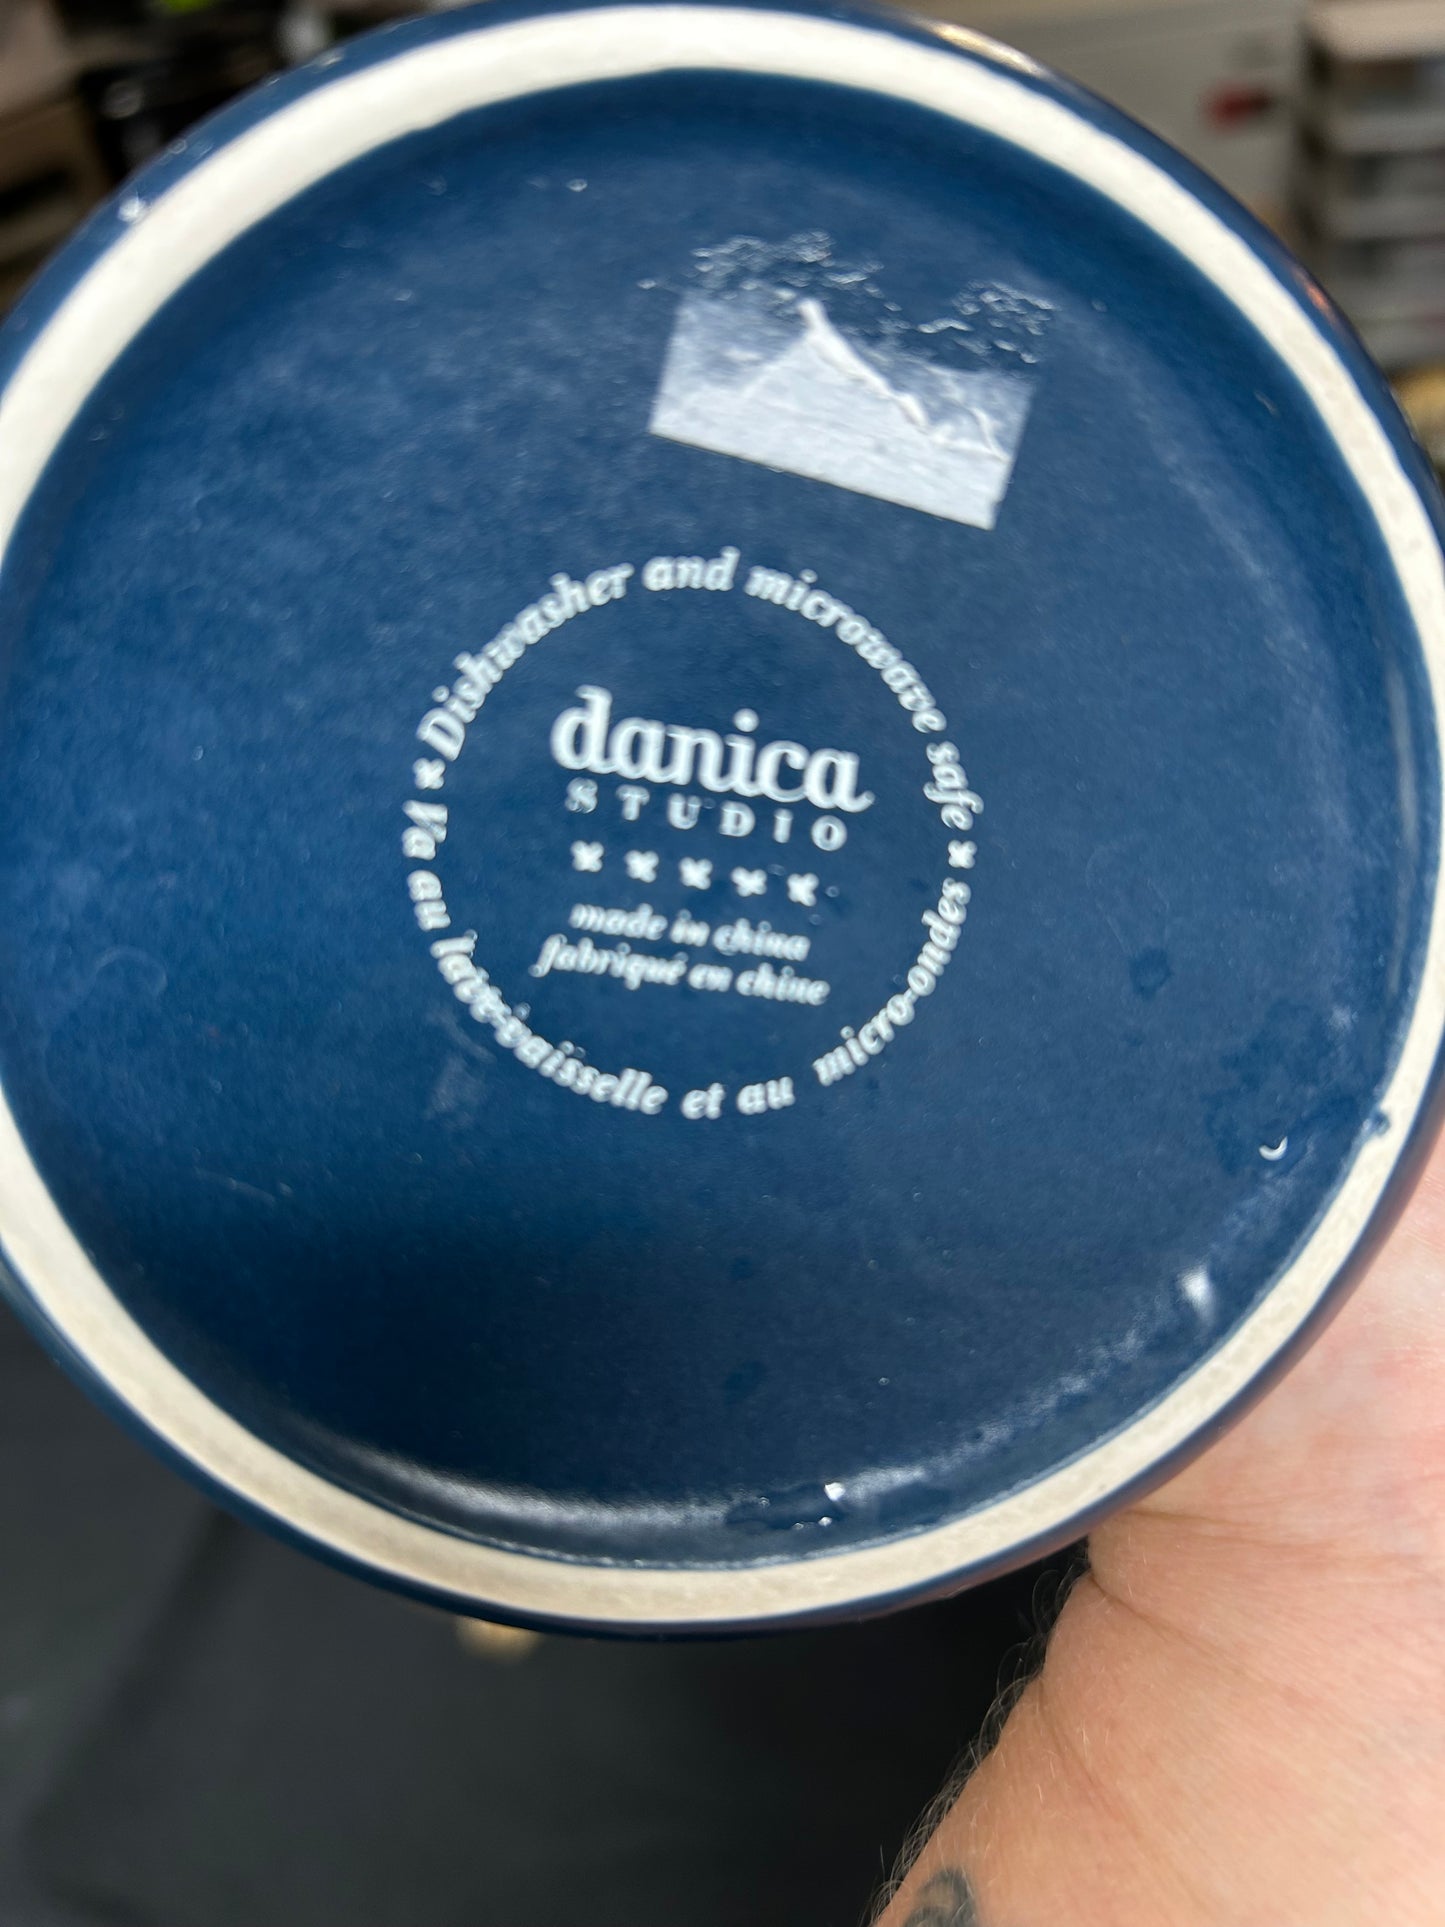 × Dishwasher and microwave safe ×
danica
STUDIO
× × × × ×
made in china
fabriqué en chine
Va au lave-vaisselle et au micro-ondes